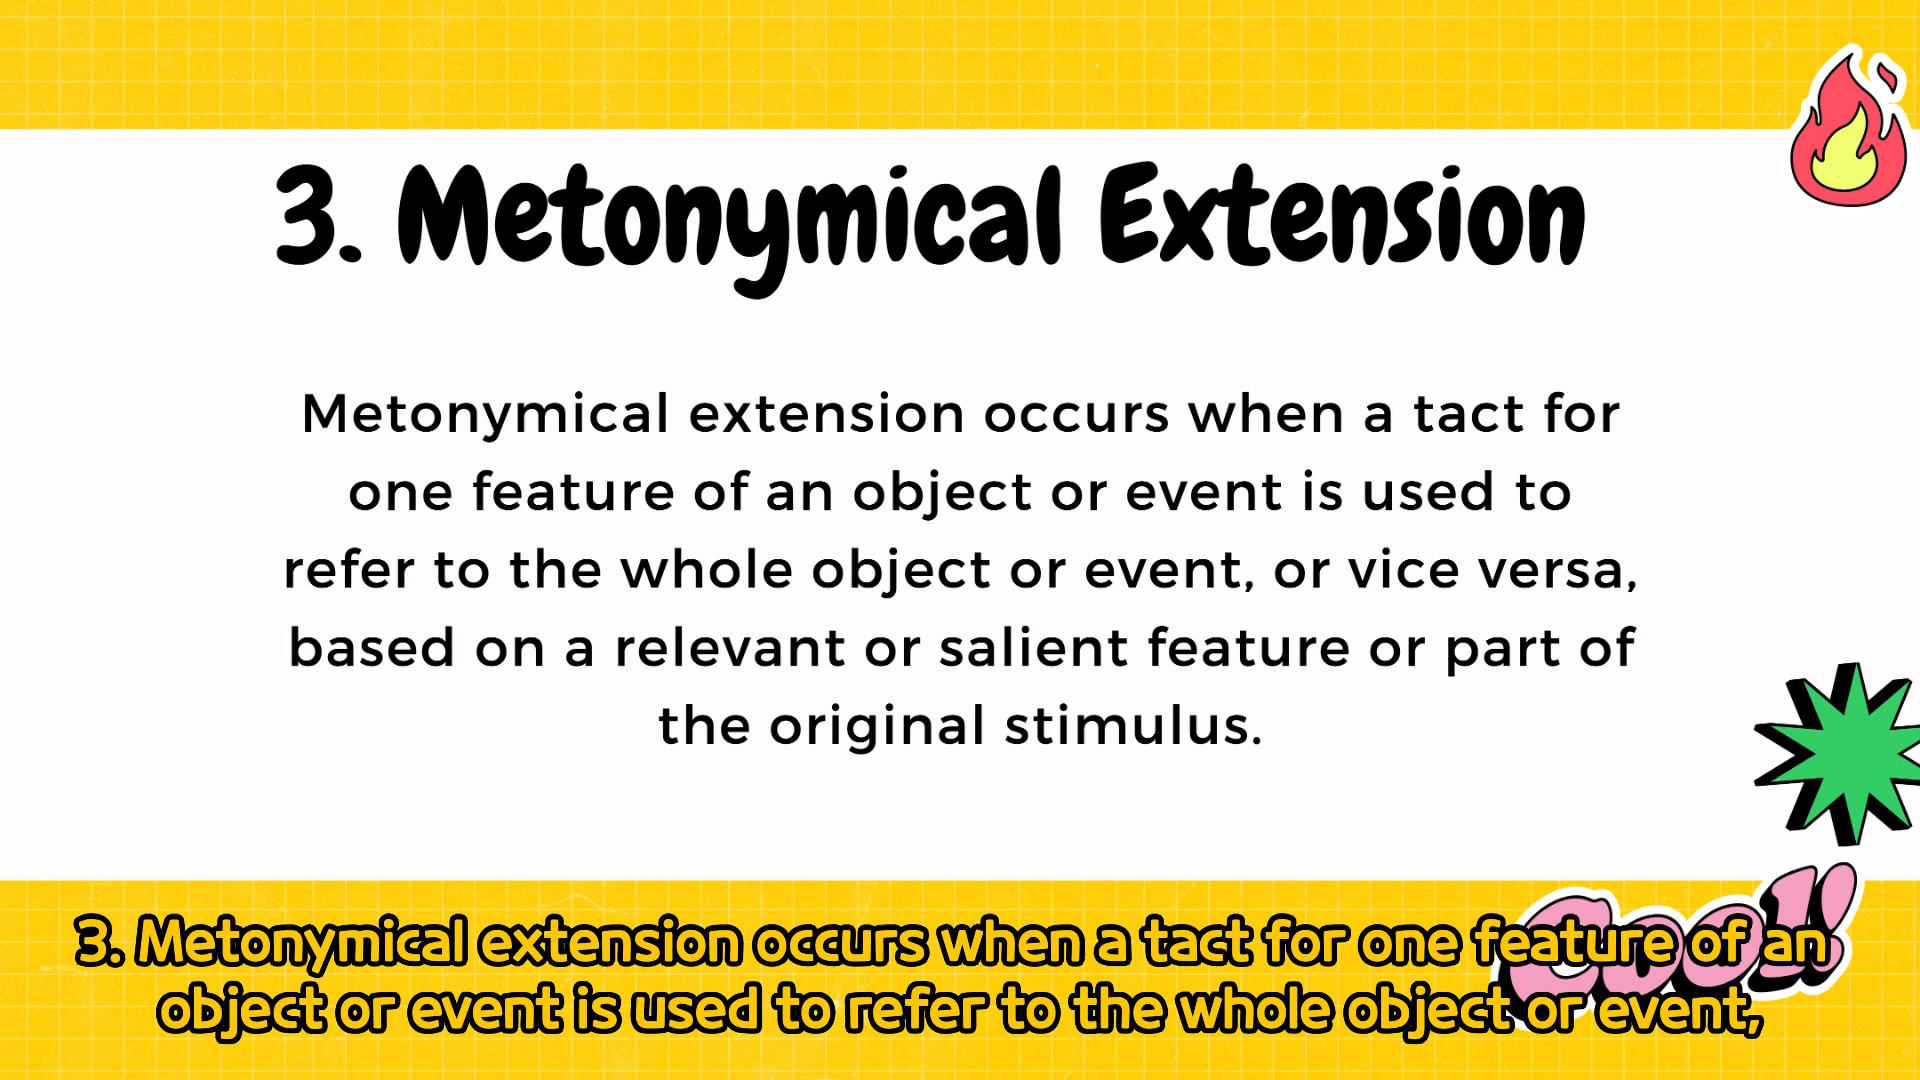 3. Metonymical Extension
Metonymical extension occurs when a tact for
one feature of an object or event is used to
refer to the whole object or event, or vice versa,
based on a relevant or salient feature or part of
the original stimulus.
Cool!
3. Metonymical extension occurs when a tact for one feature of an
object or event is used to refer to the whole object or event,